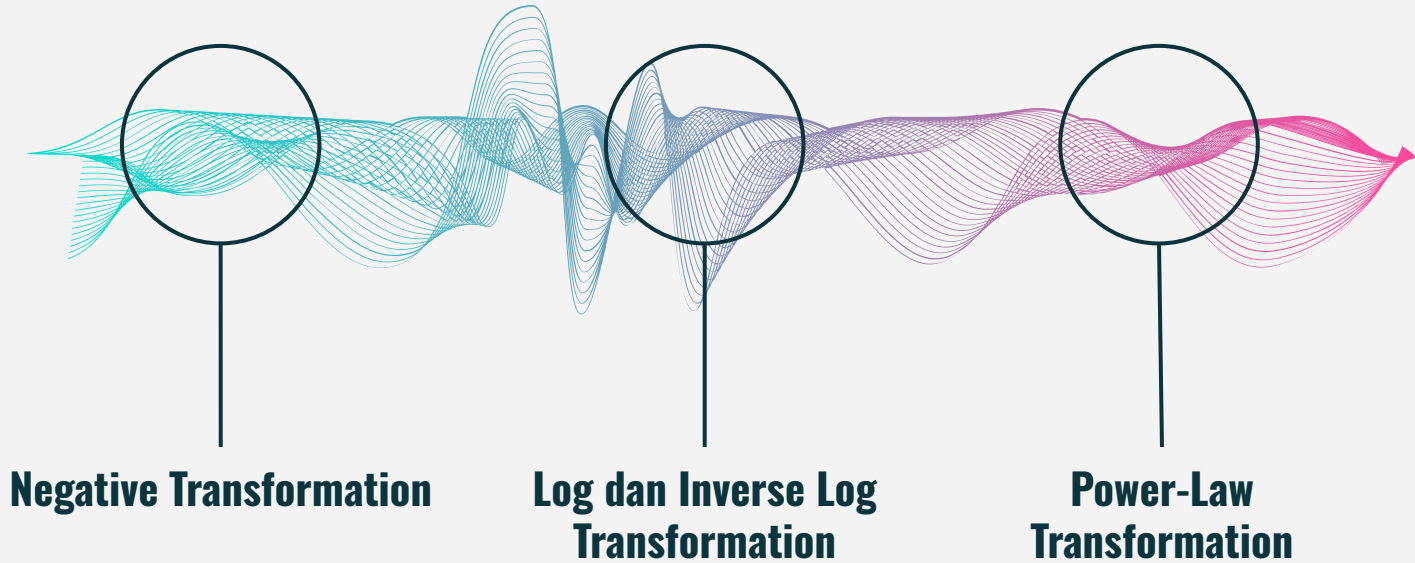 Negative Transformation
Log dan Inverse Log
Transformation
Power-Law
Transformation